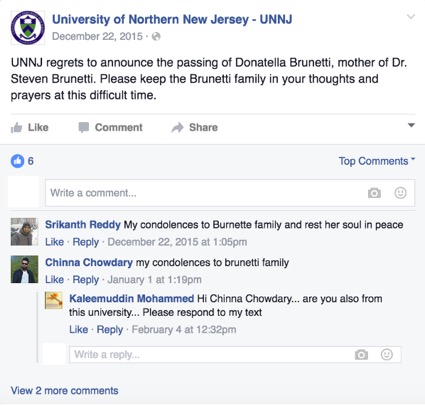 University of Northern New Jersey - UNNJ
December 22, 2015 ·
UNNJ regrets to announce the passing of Donatella Brunetti, mother of Dr.
Steven Brunetti. Please keep the Brunetti family in your thoughts and
prayers at this difficult time.
Like Comment Share
6 Top Comments
Write a comment...
Srikanth Reddy My condolences to Burnette family and rest her soul in peace
Like · Reply · December 22, 2015 at 1:05pm
Chinna Chowdary my condolences to brunetti family
Like · Reply · January 1 at 1:19pm
Kaleemuddin Mohammed Hi Chinna Chowdary... are you also from
this university... Please respond to my text
Like · Reply · February 4 at 12:32pm
Write a reply...
View 2 more comments